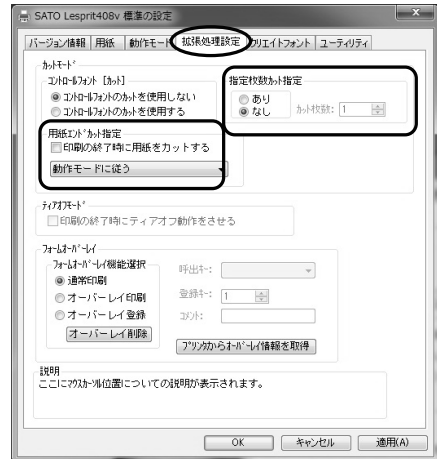 SATO Lesprit408v 標準の設定
バージョン情報 用紙 動作モード 拡張処理設定 クリエイトフォント ユーティリティ
ｶｯﾄﾓｰﾄﾞ
ｺﾝﾄﾛｰﾙﾌｫﾝﾄ [ｶｯﾄ]
ｺﾝﾄﾛｰﾙﾌｫﾝﾄのｶｯﾄを使用しない
ｺﾝﾄﾛｰﾙﾌｫﾝﾄのｶｯﾄを使用する
指定枚数ｶｯﾄ指定
あり
なし
ｶｯﾄ枚数: 1
用紙ｴﾝﾄﾞｶｯﾄ指定
印刷の終了時に用紙をカットする
動作モードに従う
ﾃｨｱｵﾌﾓｰﾄﾞ
印刷の終了時にティアオフ動作をさせる
ﾌｫｰﾑｵｰﾊﾞｰﾚｲ
ﾌｫｰﾑｵｰﾊﾞｰﾚｲ機能選択
通常印刷
オーバーレイ印刷
オーバーレイ登録
オーバーレイ削除
呼出ｷｰ:
登録ｷｰ: 1
ｺﾒﾝﾄ:
ﾌﾟﾘﾝﾀからｵｰﾊﾞｰﾚｲ情報を取得
説明
ここにﾏｳｽｶｰｿﾙ位置についての説明が表示されます。
OK キャンセル 適用(A)